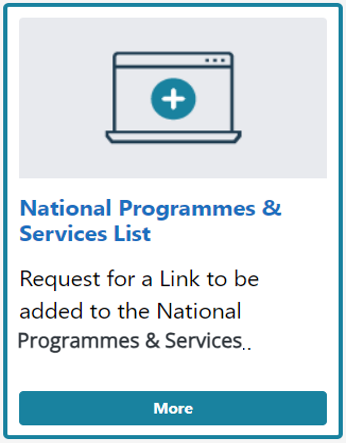 National Programmes &
Services List
Request for a Link to be
added to the National
Programmes & Services..
More